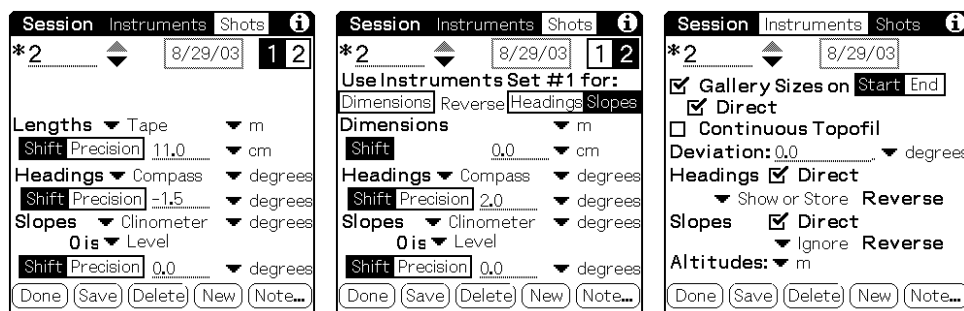 Session Instruments Shots i
*2 8/29/03 1 2
Lengths Tape m
Shift Precision 11.0 cm
Headings Compass degrees
Shift Precision -1.5 degrees
Slopes Clinometer degrees
0 is Level
Shift Precision 0.0 degrees
Done Save Delete New Note...
Session Instruments Shots i
*2 8/29/03 1 2
Use Instruments Set #1 for:
Dimensions Reverse Headings Slopes
Dimensions m
Shift 0.0 cm
Headings Compass degrees
Shift Precision 2.0 degrees
Slopes Clinometer degrees
0 is Level
Shift Precision 0.0 degrees
Done Save Delete New Note...
Session Instruments Shots i
*2 8/29/03
Gallery Sizes on Start End
Direct
Continuous Topofil
Deviation: 0.0 degrees
Headings Direct
Show or Store Reverse
Slopes Direct
Ignore Reverse
Altitudes: m
Done Save Delete New Note...